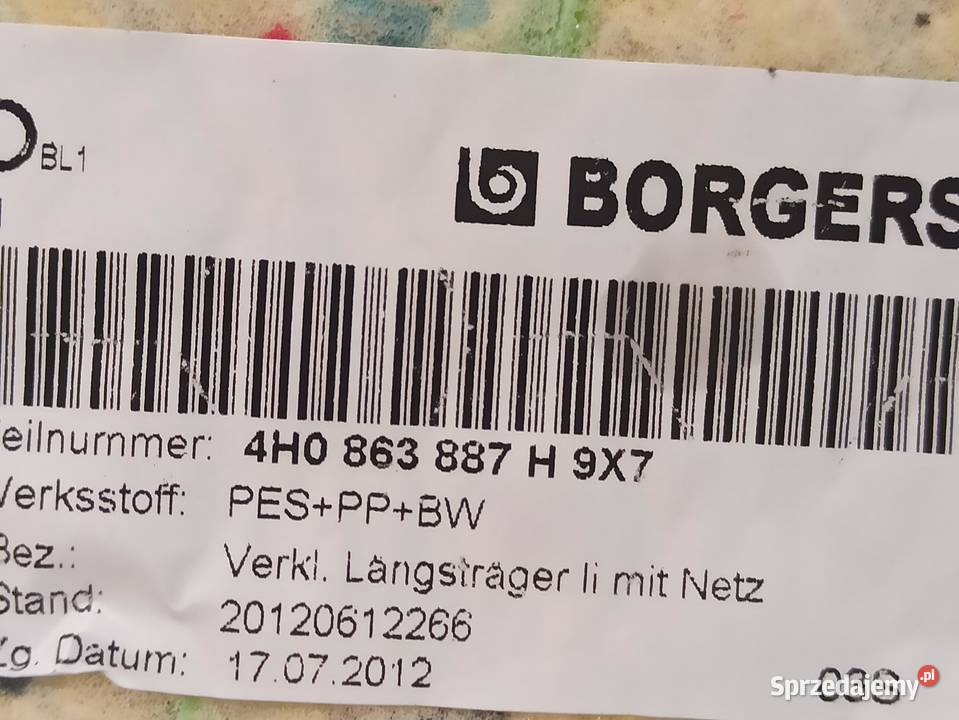 BL1
BORGERS
eilnummer: 4H0 863 887 H 9X7
Verksstoff: PES+PP+BW
Bez.: Verkl. Längsträger li mit Netz
Stand: 20120612266
Zg. Datum: 17.07.2012
Sprzedajemy.pl